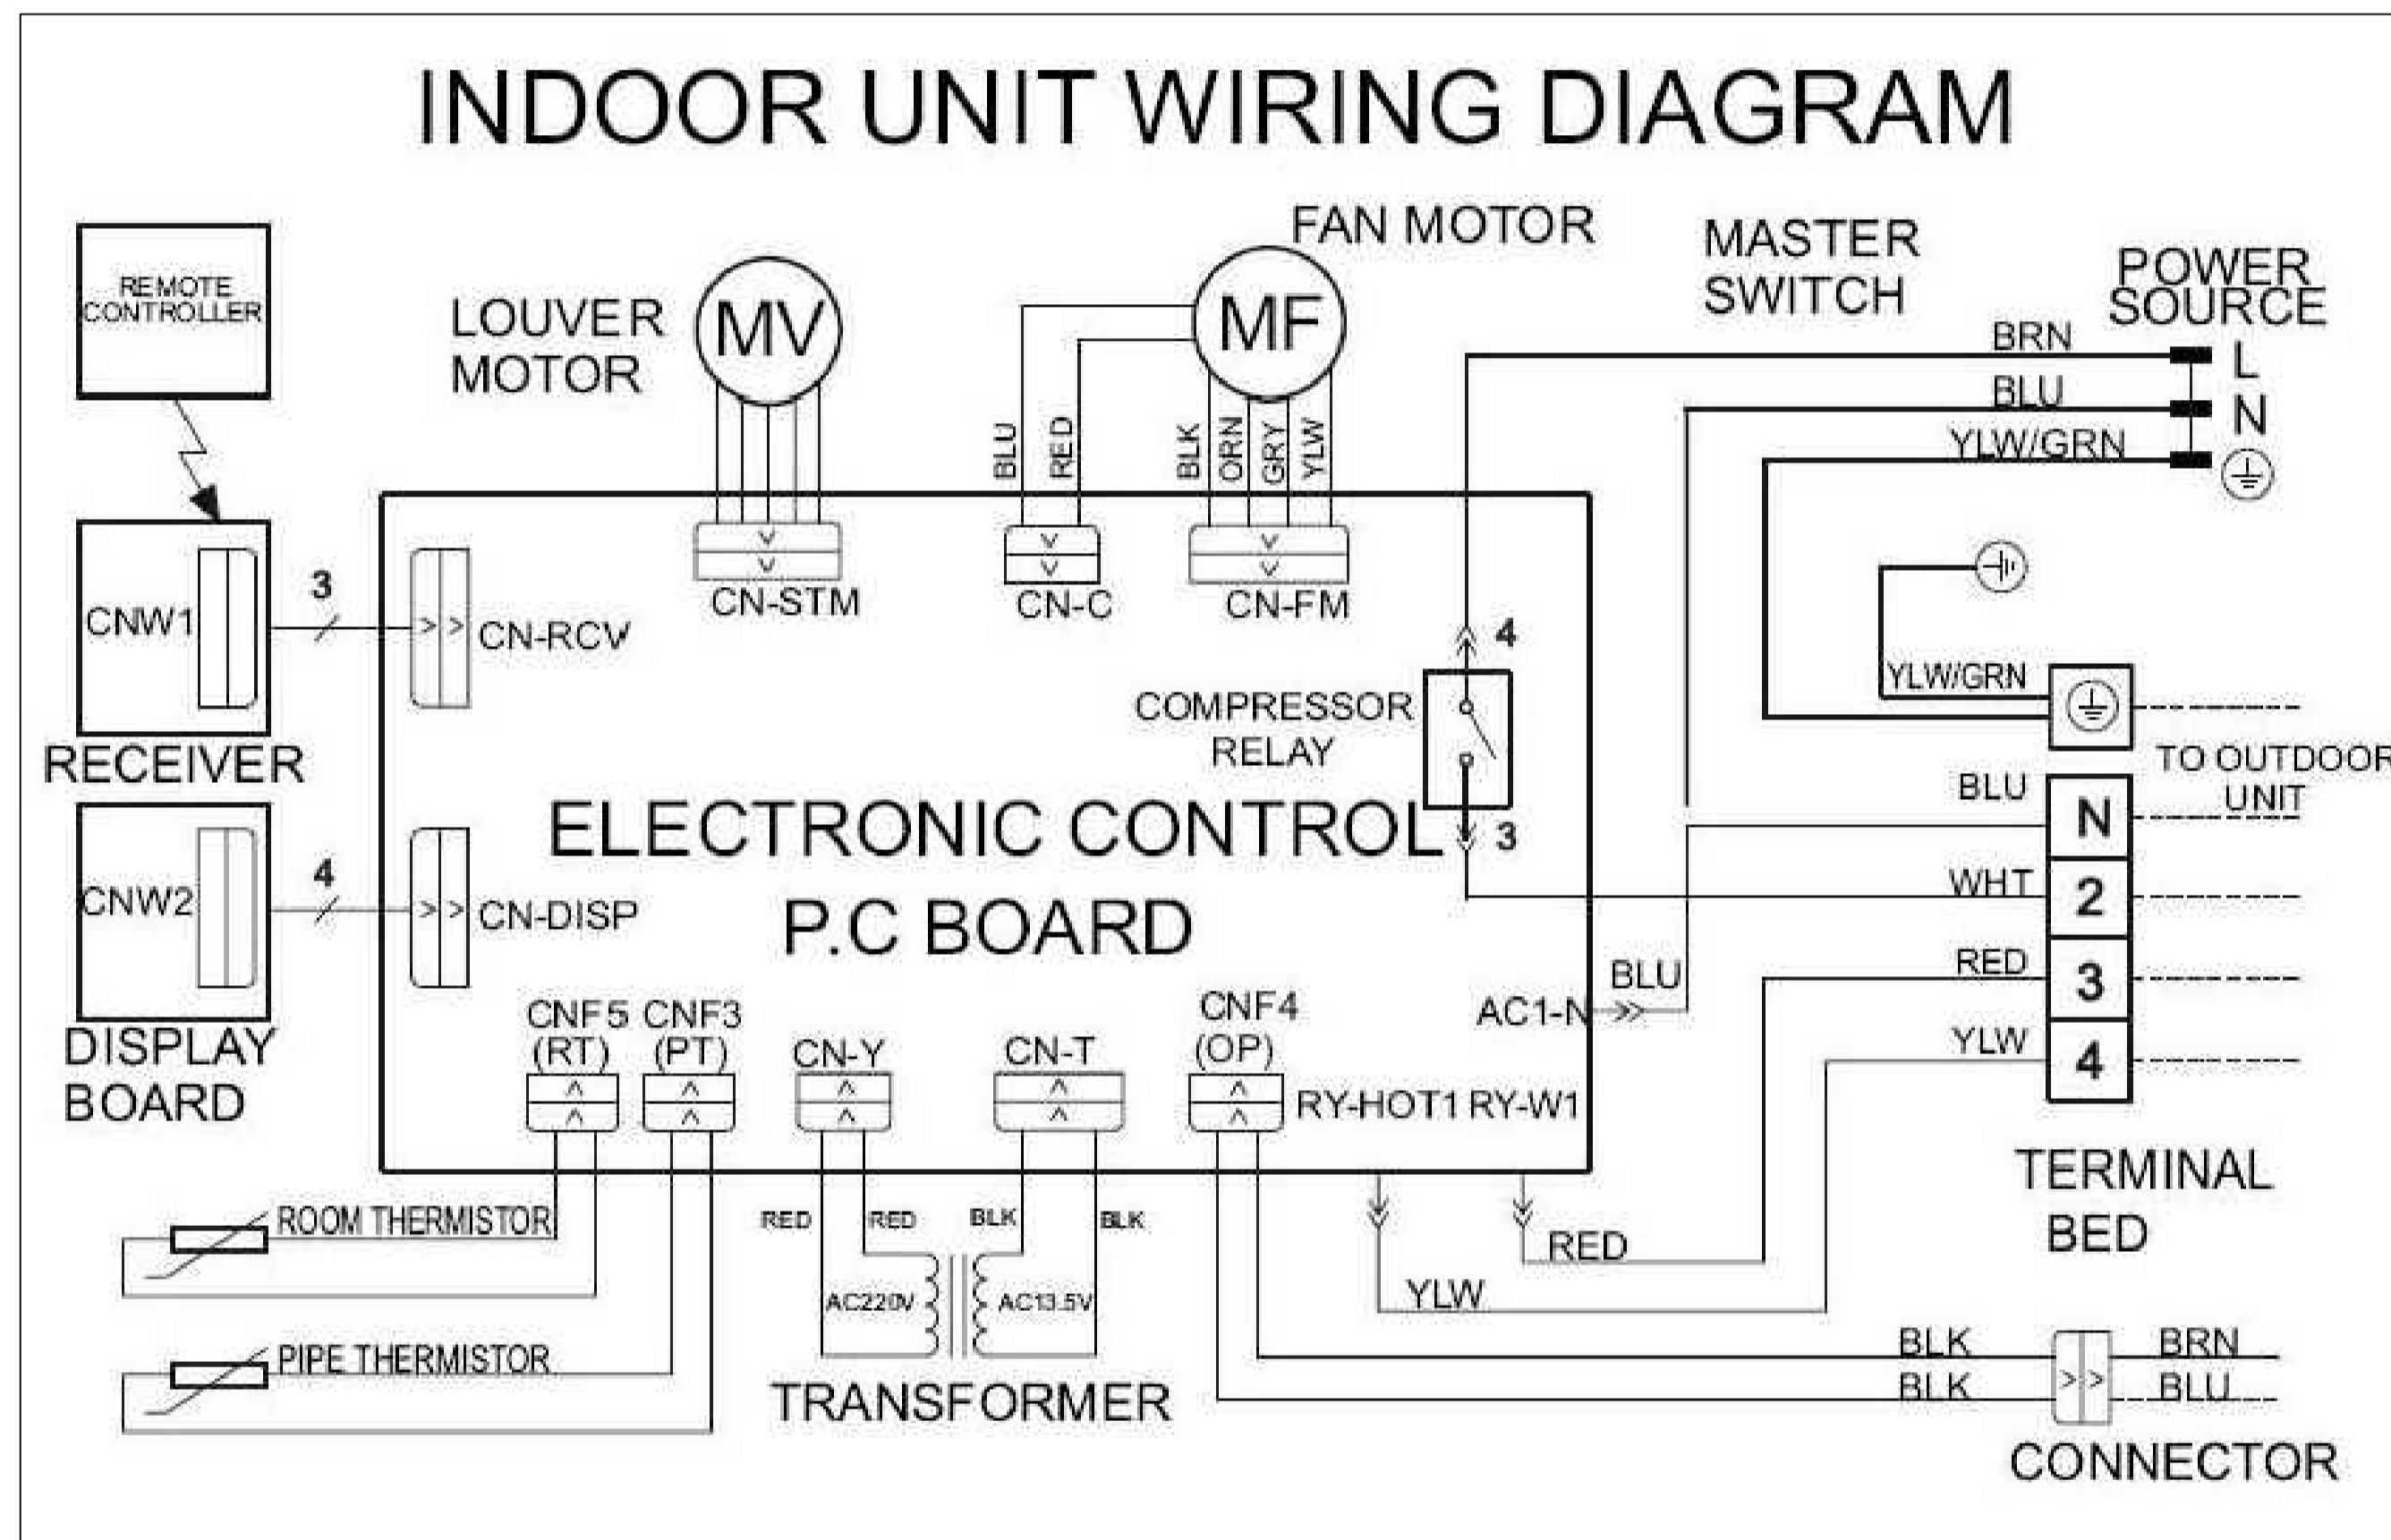 INDOOR UNIT WIRING DIAGRAM
REMOTE
CONTROLLER
LOUVER
MOTOR
MV
FAN MOTOR
MF
MASTER
SWITCH
POWER
SOURCE
BRN
L
BLU
N
YLW/GRN
BLU
RED
BLK
ORN
GRY
YLW
CNW1
3
CN-RCV
RECEIVER
CN-STM
CN-C
CN-FM
4
COMPRESSOR
RELAY
3
YLW/GRN
TO OUTDOOR
UNIT
BLU
N
WHT
2
RED
3
YLW
4
TERMINAL
BED
ELECTRONIC CONTROL
P.C BOARD
CNW2
4
CN-DISP
DISPLAY
BOARD
CNF5
(RT)
CNF3
(PT)
CN-Y
CN-T
CNF4
(OP)
AC1-N
BLU
RY-HOT1
RY-W1
ROOM THERMISTOR
PIPE THERMISTOR
RED
RED
BLK
BLK
AC220V
AC13.5V
TRANSFORMER
RED
YLW
BLK
BRN
BLK
BLU
CONNECTOR